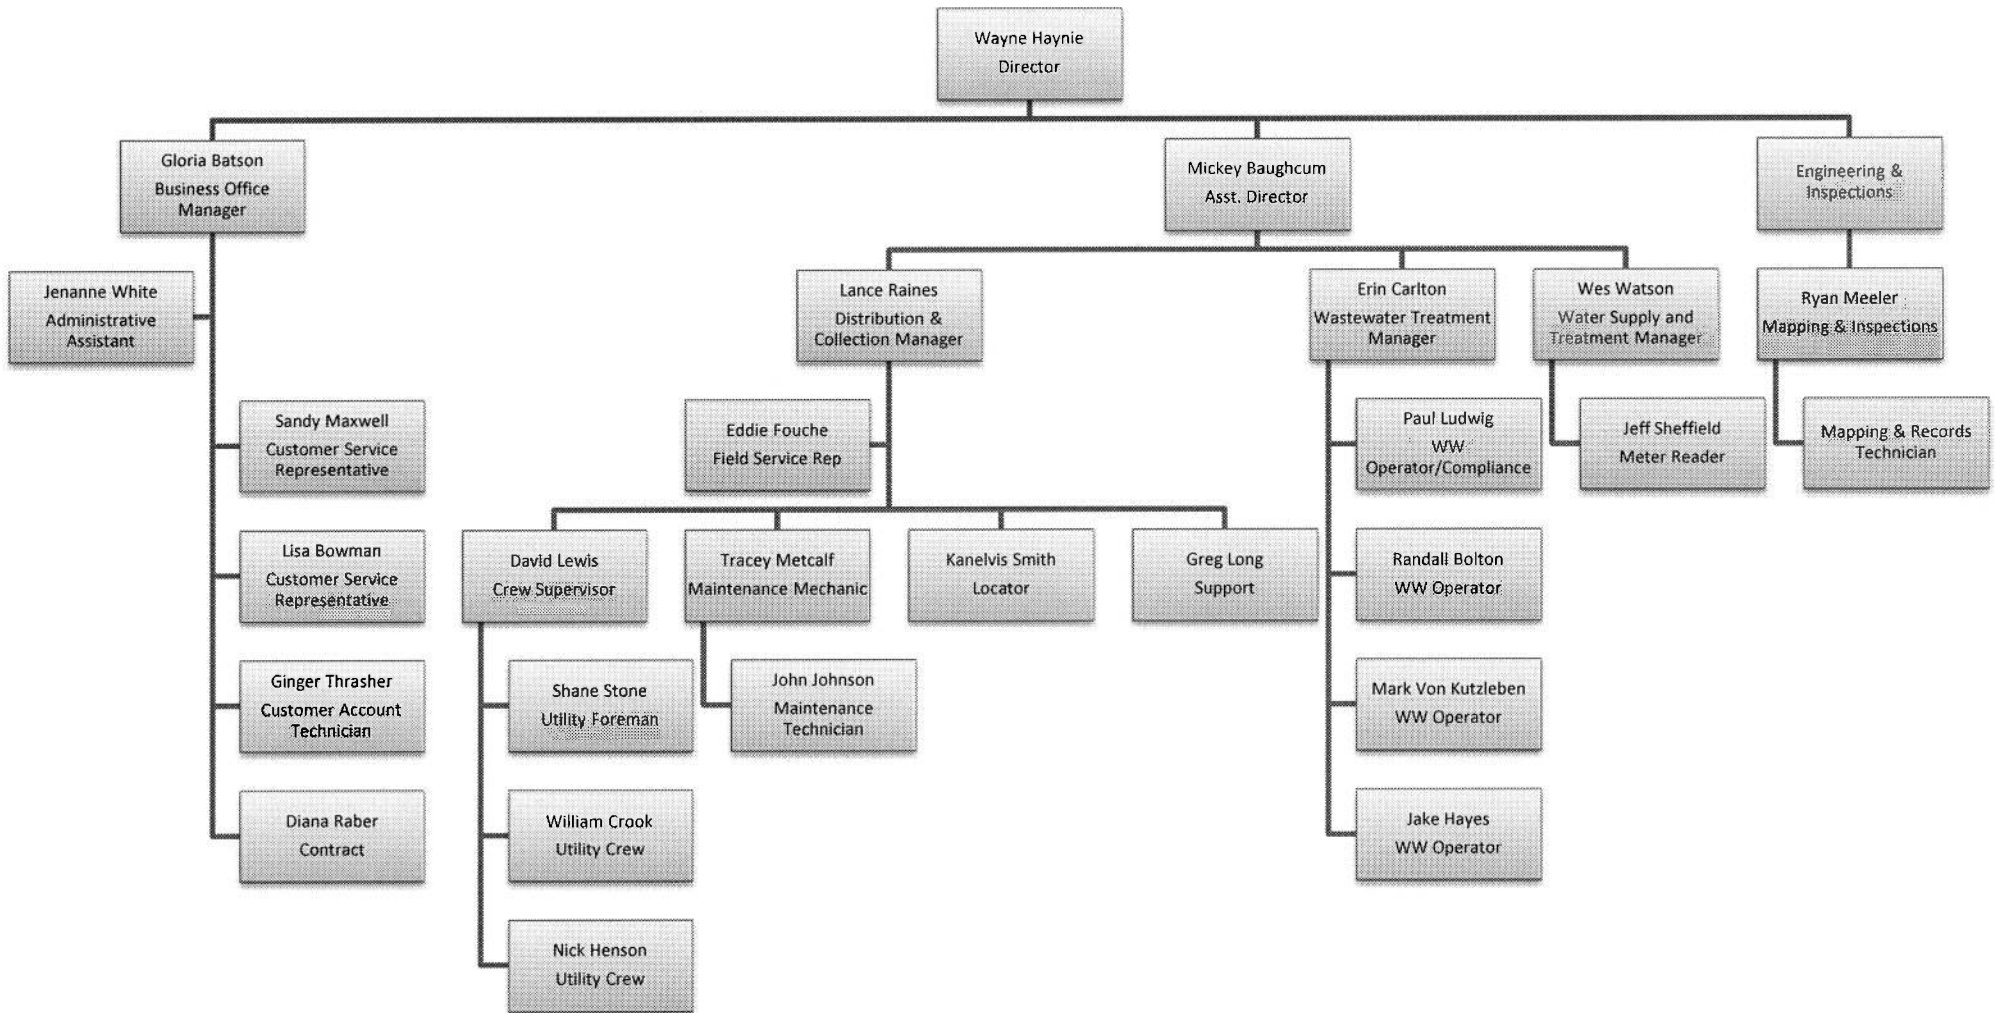 Wayne Haynie
Director
Gloria Batson
Business Office
Manager
Mickey Baughcum
Asst. Director
Engineering &
Inspections
Jenanne White
Administrative
Assistant
Lance Raines
Distribution &
Collection Manager
Erin Carlton
Wastewater Treatment
Manager
Wes Watson
Water Supply and
Treatment Manager
Ryan Meeler
Mapping & Inspections
Sandy Maxwell
Customer Service
Representative
Eddie Fouche
Field Service Rep
Paul Ludwig
WW
Operator/Compliance
Jeff Sheffield
Meter Reader
Mapping & Records
Technician
Lisa Bowman
Customer Service
Representative
David Lewis
Crew Supervisor
Tracey Metcalf
Maintenance Mechanic
Kanelvis Smith
Locator
Greg Long
Support
Randall Bolton
WW Operator
Ginger Thrasher
Customer Account
Technician
Shane Stone
Utility Foreman
John Johnson
Maintenance
Technician
Mark Von Kutzleben
WW Operator
Diana Raber
Contract
William Crook
Utility Crew
Jake Hayes
WW Operator
Nick Henson
Utility Crew